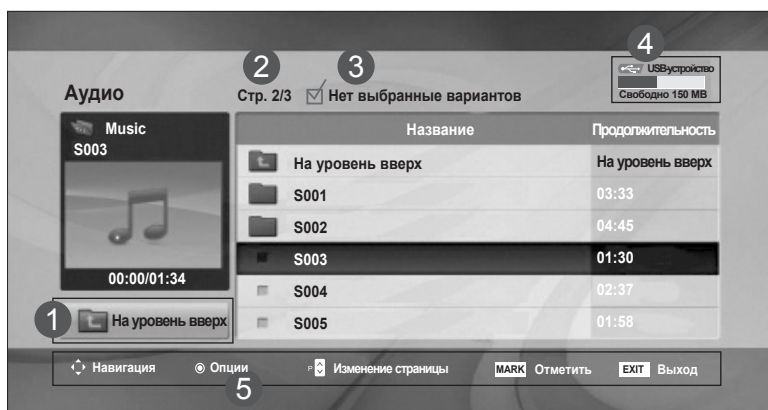 2
3
4
USB-устройство
Свободно 150 MB
Аудио
Стр. 2/3
Нет выбранные вариантов
Music
S003
00:00/01:34
Название
Продолжительность
На уровень вверх
На уровень вверх
S001
03:33
S002
04:45
S003
01:30
S004
02:37
S005
01:58
1
На уровень вверх
Навигация
Опции
P
Изменение страницы
MARK Отметить
EXIT Выход
5